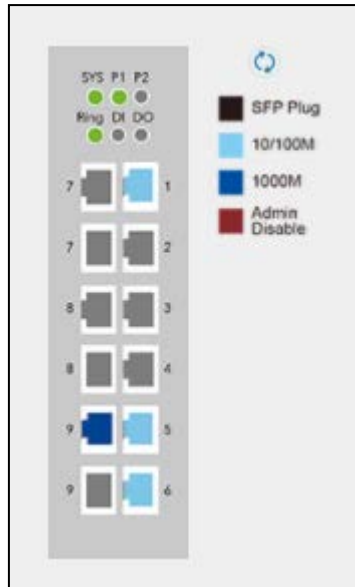 SYS P1 P2
Ring DI DO
7 1
7 2
8 3
8 4
9 5
9 6
SFP Plug
10/100M
1000M
Admin
Disable